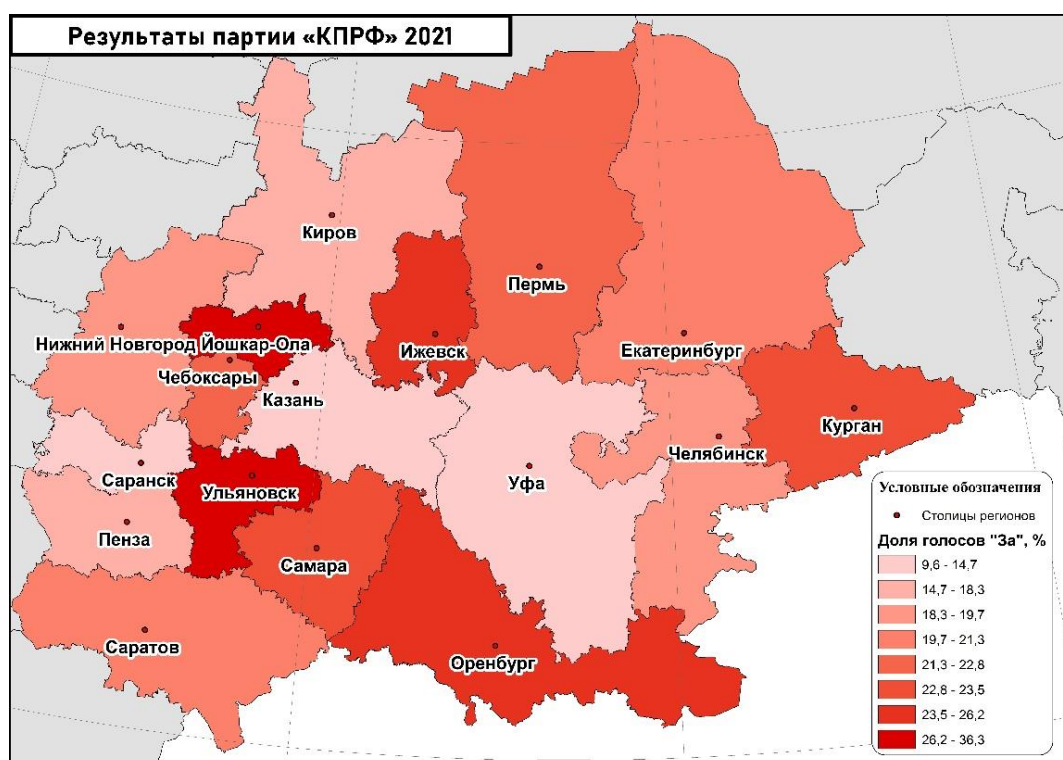 Результаты партии «КПРФ» 2021
Киров
Пермь
Нижний Новгород
Йошкар-Ола
Ижевск
Екатеринбург
Чебоксары
Казань
Курган
Челябинск
Саранск
Ульяновск
Уфа
Пенза
Самара
Саратов
Оренбург
Условные обозначения
Столицы регионов
Доля голосов "За", %
9,6 - 14,7
14,7 - 18,3
18,3 - 19,7
19,7 - 21,3
21,3 - 22,8
22,8 - 23,5
23,5 - 26,2
26,2 - 36,3